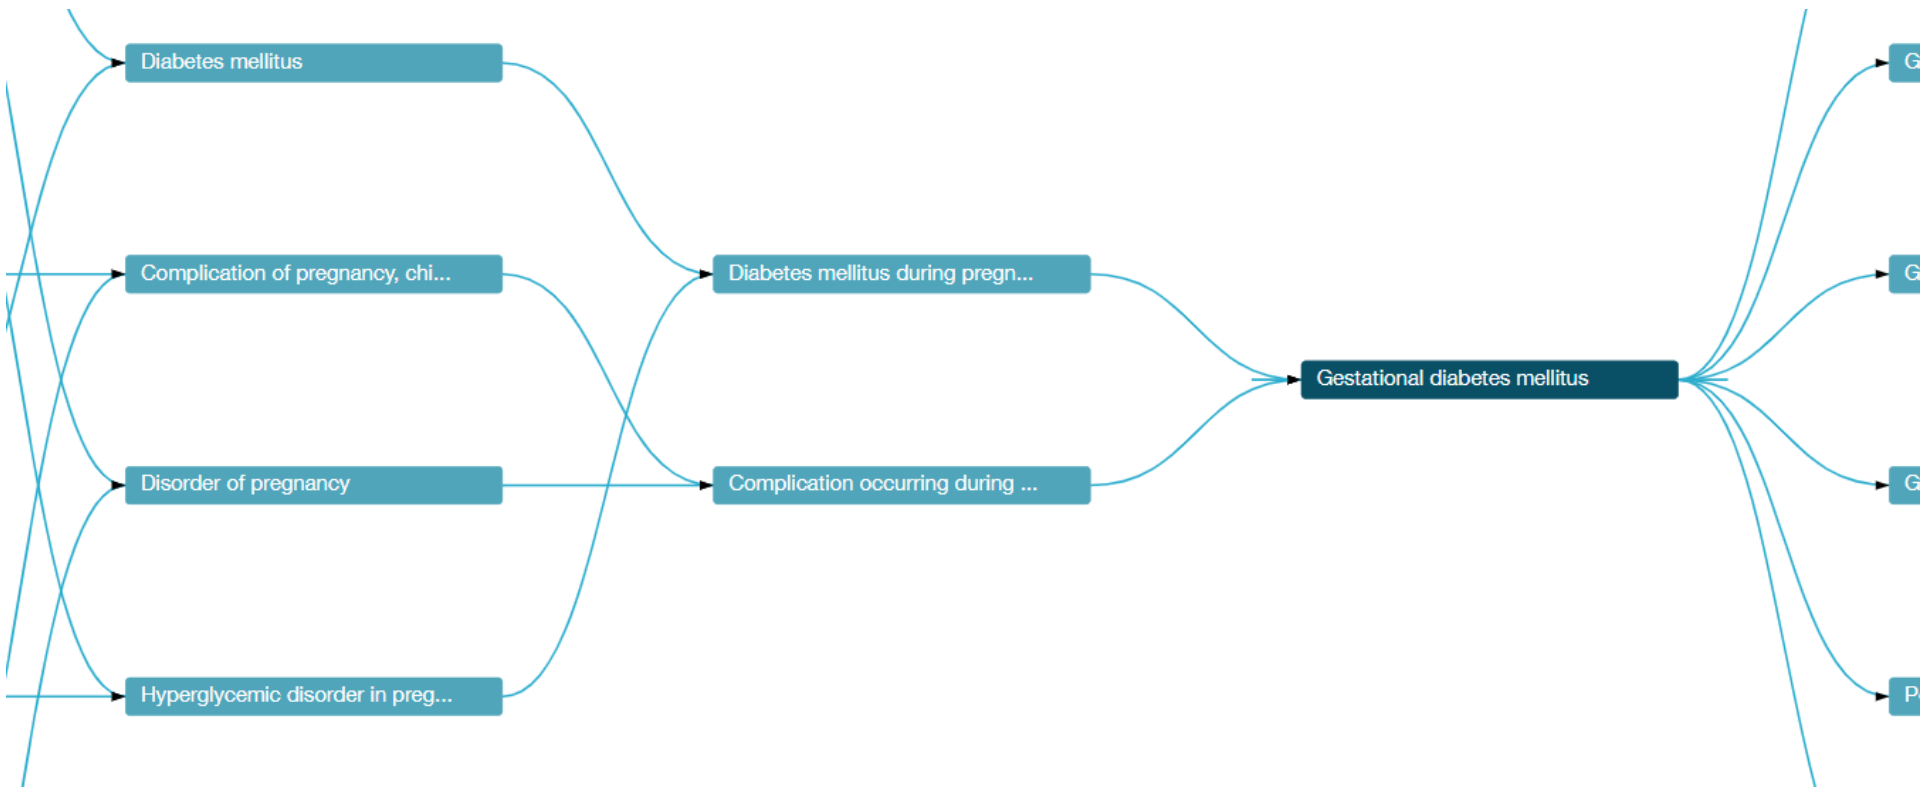 Diabetes mellitus
Complication of pregnancy, chi...
Disorder of pregnancy
Hyperglycemic disorder in preg...
Diabetes mellitus during pregn...
Complication occurring during ...
Gestational diabetes mellitus
G
G
G